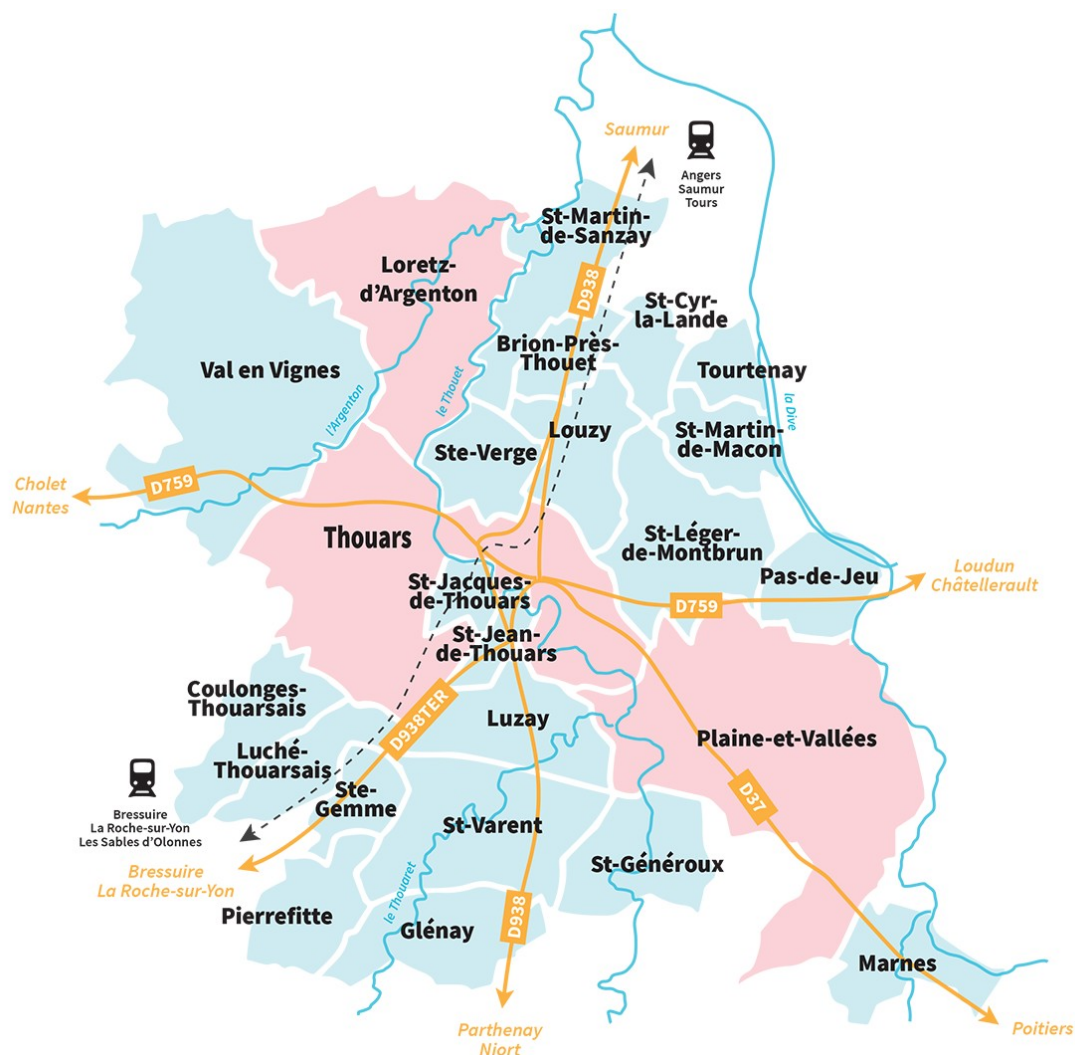 Saumur
Angers
Saumur
Tours
St-Martin-
de-Sanzay
D938
Loretz-
d'Argenton
St-Cyr-
la-Lande
Brion-Près-
Thouet
Val en Vignes
Tourtenay
l'Argenton
le Thouet
la Dive
Louzy
St-Martin-
de-Macon
Ste-Verge
D759
Cholet
Nantes
Thouars
St-Léger-
de-Montbrun
Pas-de-Jeu
Loudun
Châtellerault
St-Jacques-
de-Thouars
D759
St-Jean-
de-Thouars
Coulonges-
Thouarsais
D938TER
Luzay
Plaine-et-Vallées
Luché-
Thouarsais
Ste-
Gemme
D37
Bressuire
La Roche-sur-Yon
Les Sables d'Olonnes
St-Varent
Bressuire
La Roche-sur-Yon
St-Généroux
le Thouaret
Pierrefitte
Glénay
D938
Marnes
Parthenay
Niort
Poitiers